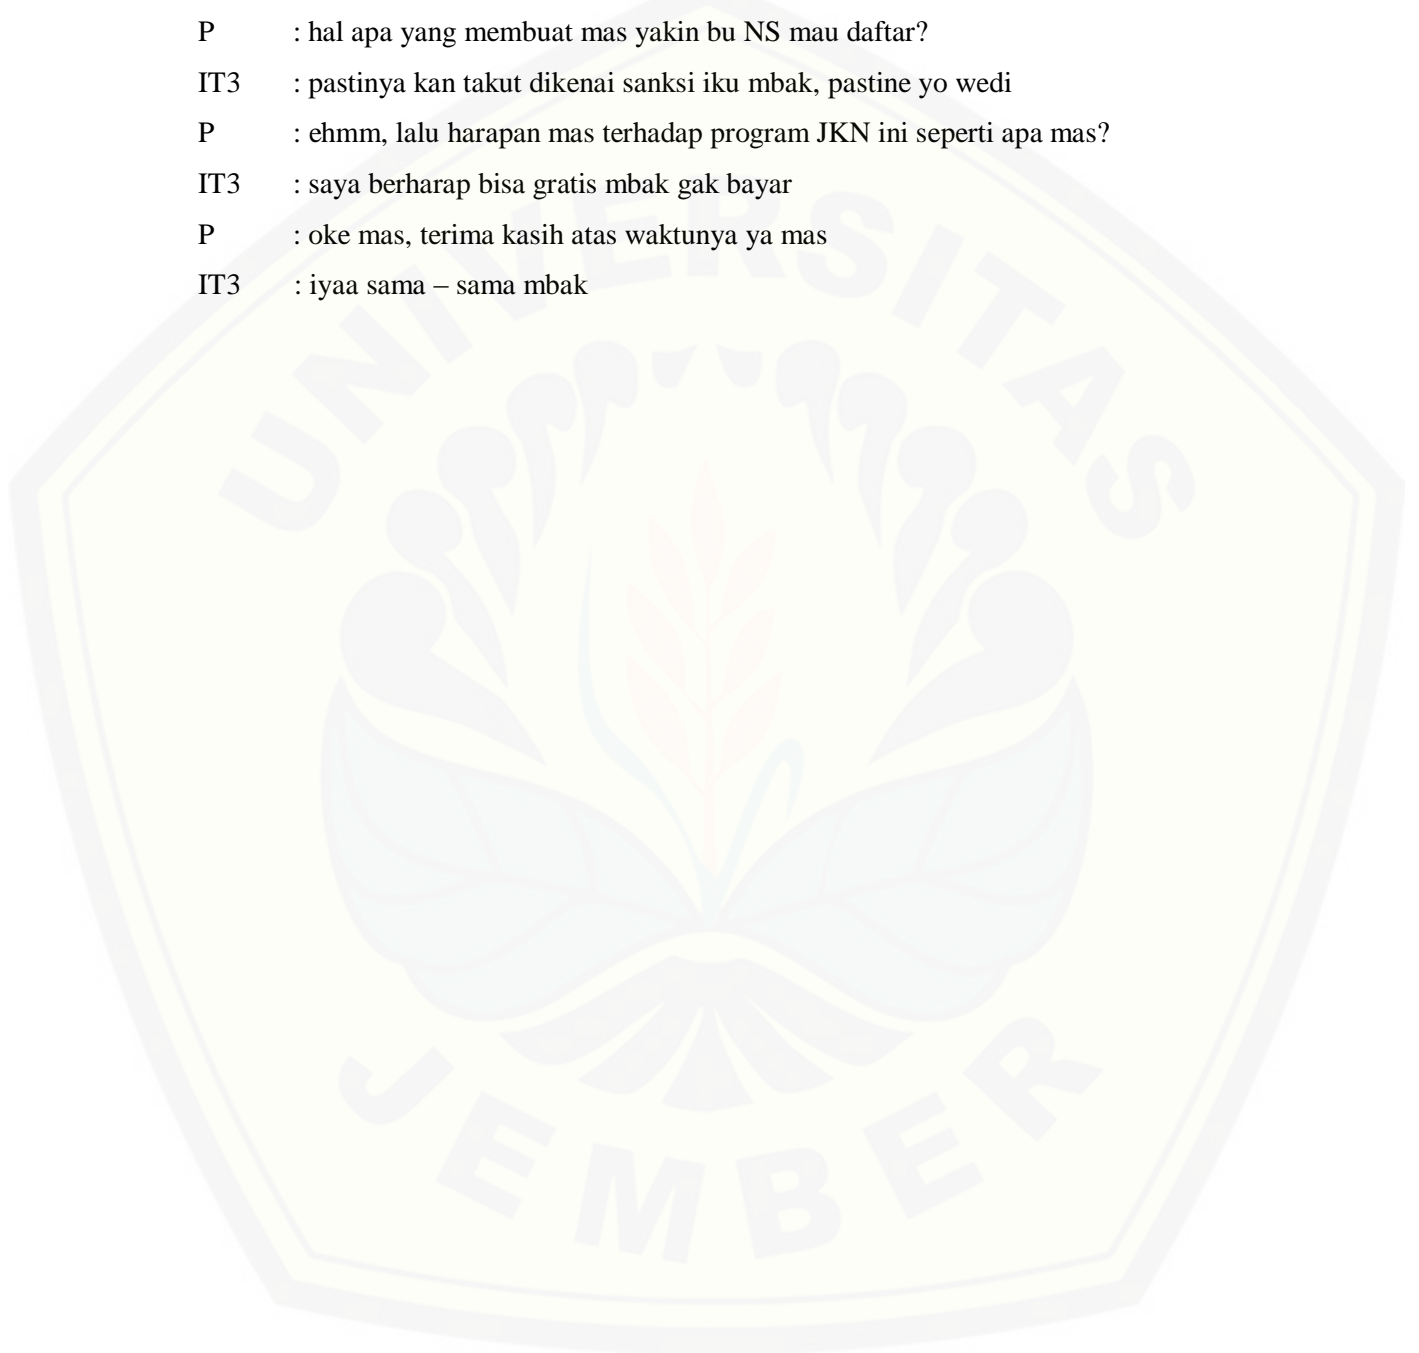 P : hal apa yang membuat mas yakin bu NS mau daftar?
IT3 : pastinya kan takut dikenai sanksi iku mbak, pastine yo wedi
P : ehmm, lalu harapan mas terhadap program JKN ini seperti apa mas?
IT3 : saya berharap bisa gratis mbak gak bayar
P : oke mas, terima kasih atas waktunya ya mas
IT3 : iyaa sama – sama mbak
UNIVERSITAS
JEMBER